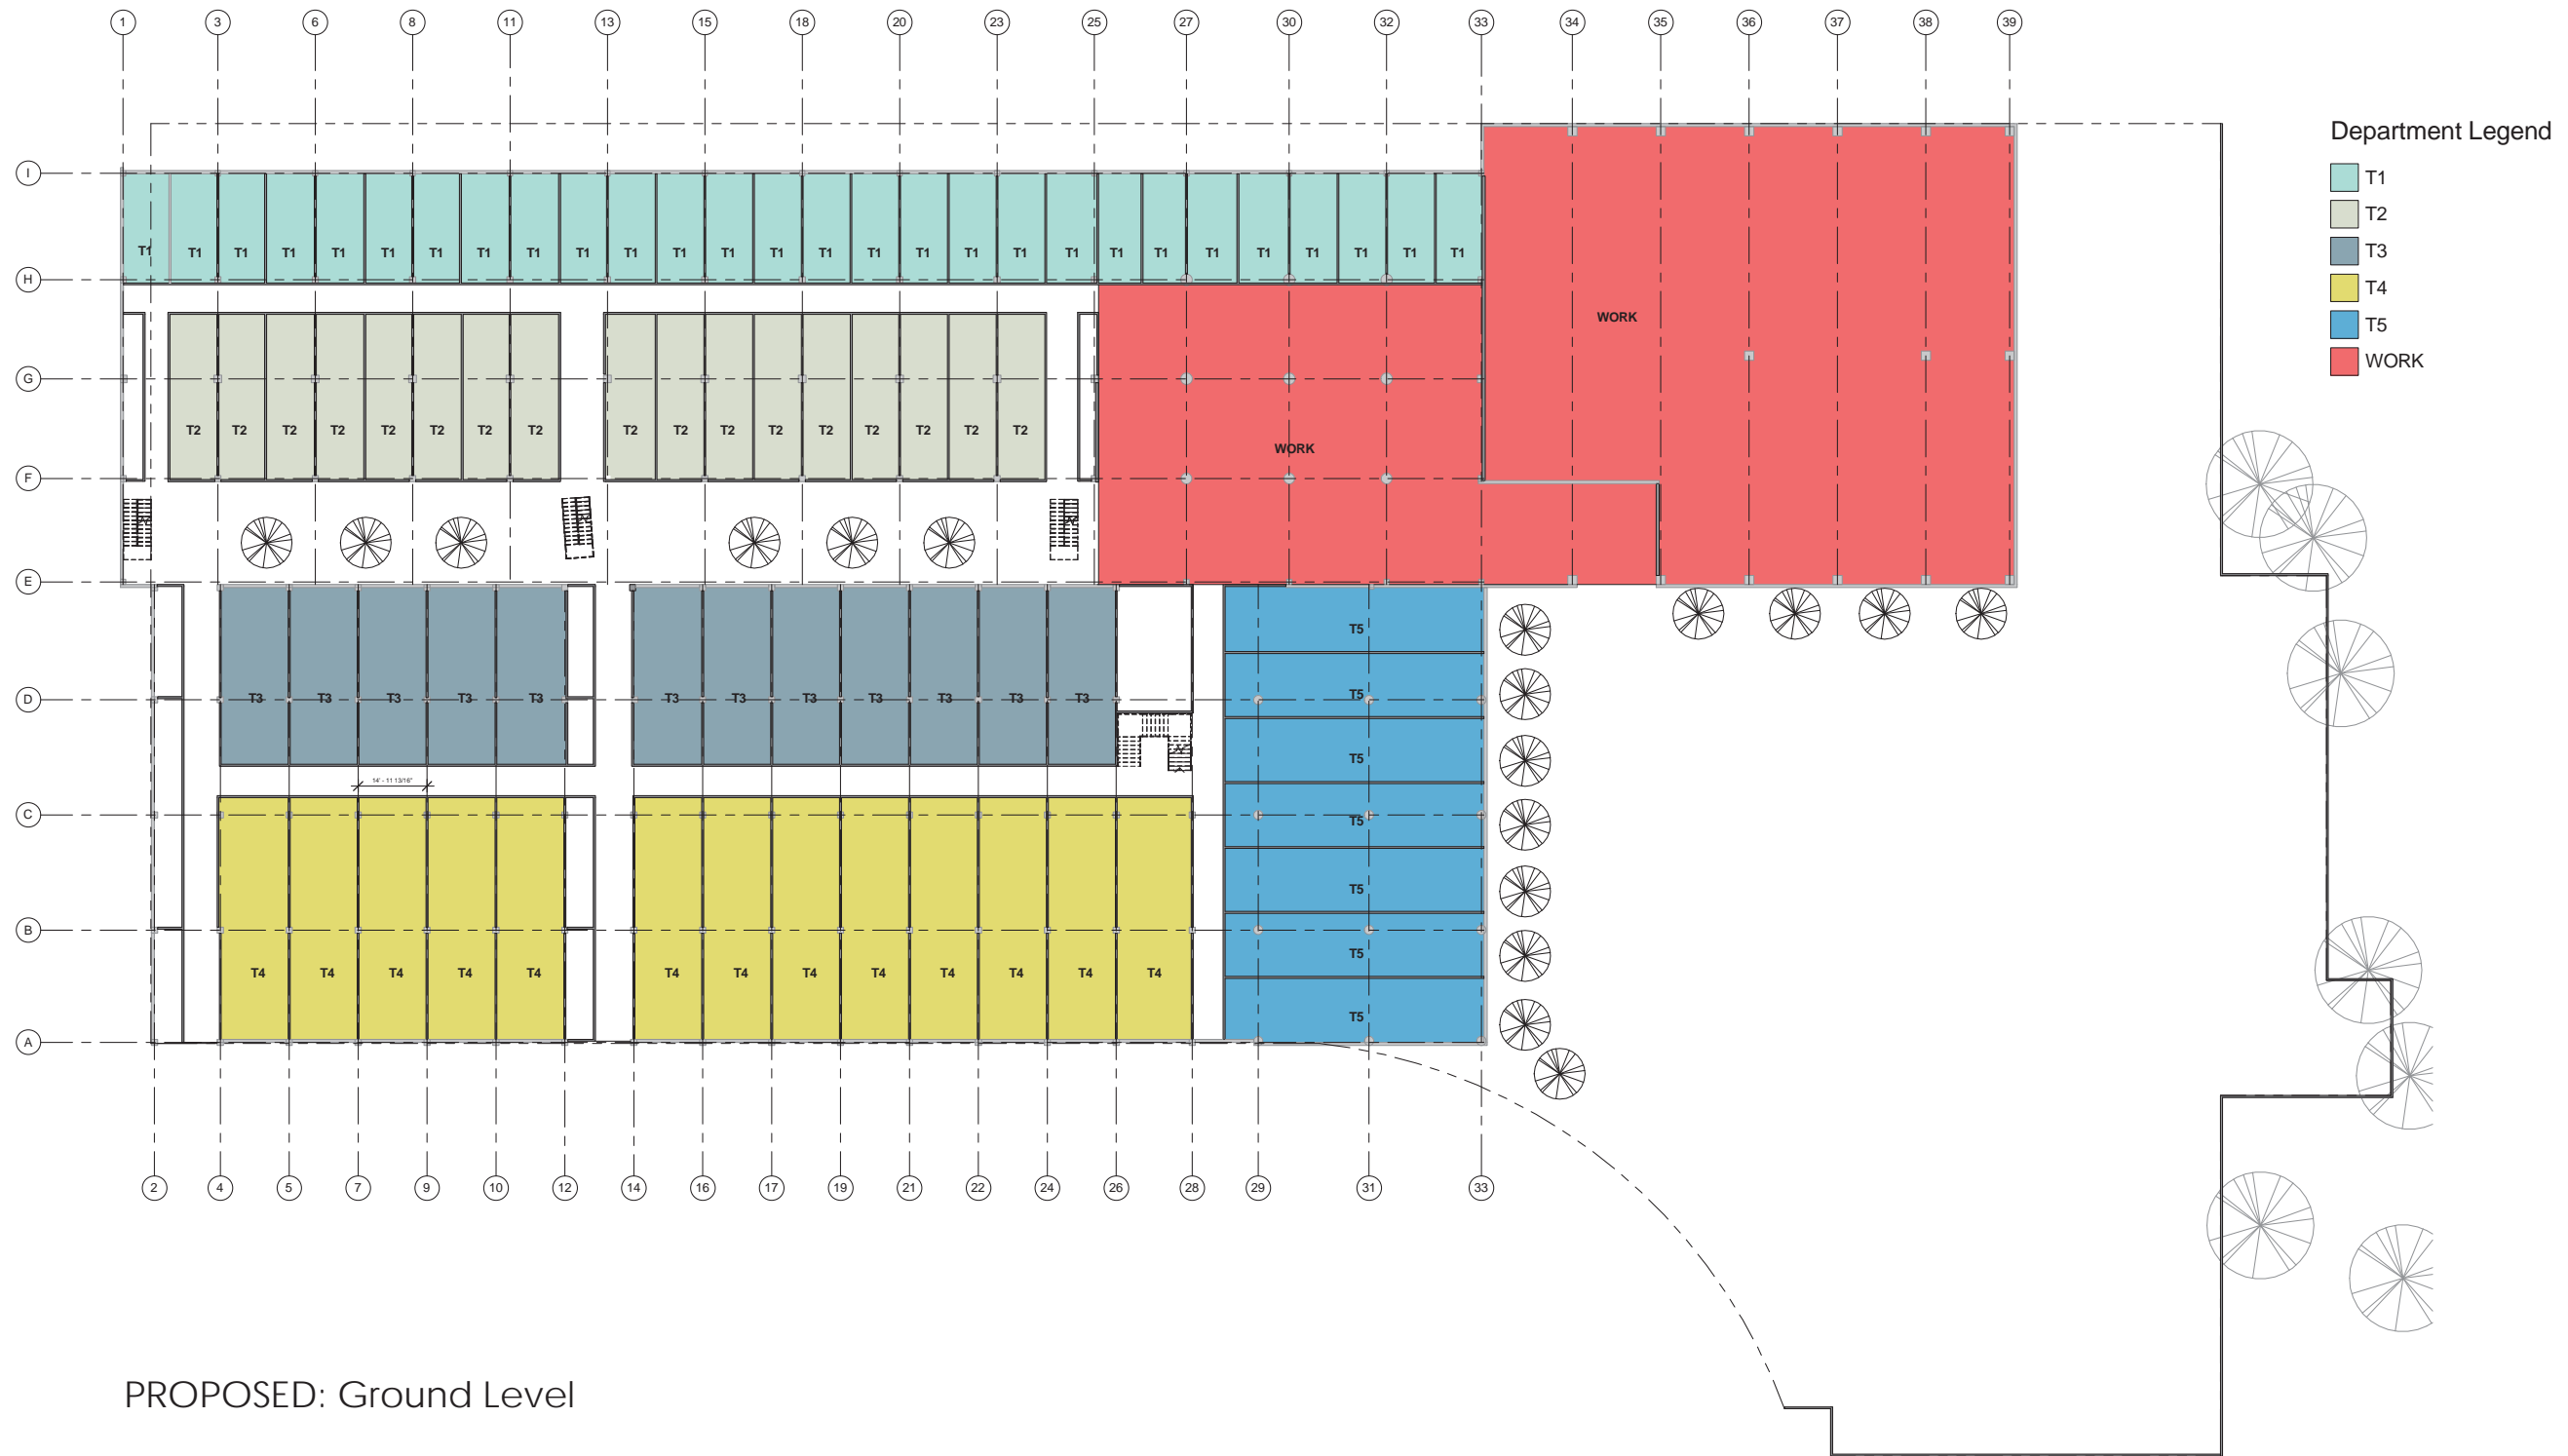 1 3 6 8 11 13 15 18 20 23 25 27 30 32 33 34 35 36 37 38 39
Department Legend
T1
T2
T3
T4
T5
WORK
I
T1 T1 T1 T1 T1 T1 T1 T1 T1 T1 T1 T1 T1 T1 T1 T1 T1 T1 T1 T1 T1 T1 T1 T1 T1 T1 T1 T1
H
WORK
G
T2 T2 T2 T2 T2 T2 T2 T2 T2 T2 T2 T2 T2 T2 T2 T2 T2
WORK
F
E
T5
D
T3 T3 T3 T3 T3 T3 T3 T3 T3 T3 T3 T3
T5
T5
14' - 11 13/16"
C
T5
T5
B
T5
T4 T4 T4 T4 T4 T4 T4 T4 T4 T4 T4 T4 T4
T5
A
2 4 5 7 9 10 12 14 16 17 19 21 22 24 26 28 29 31 33
PROPOSED: Ground Level